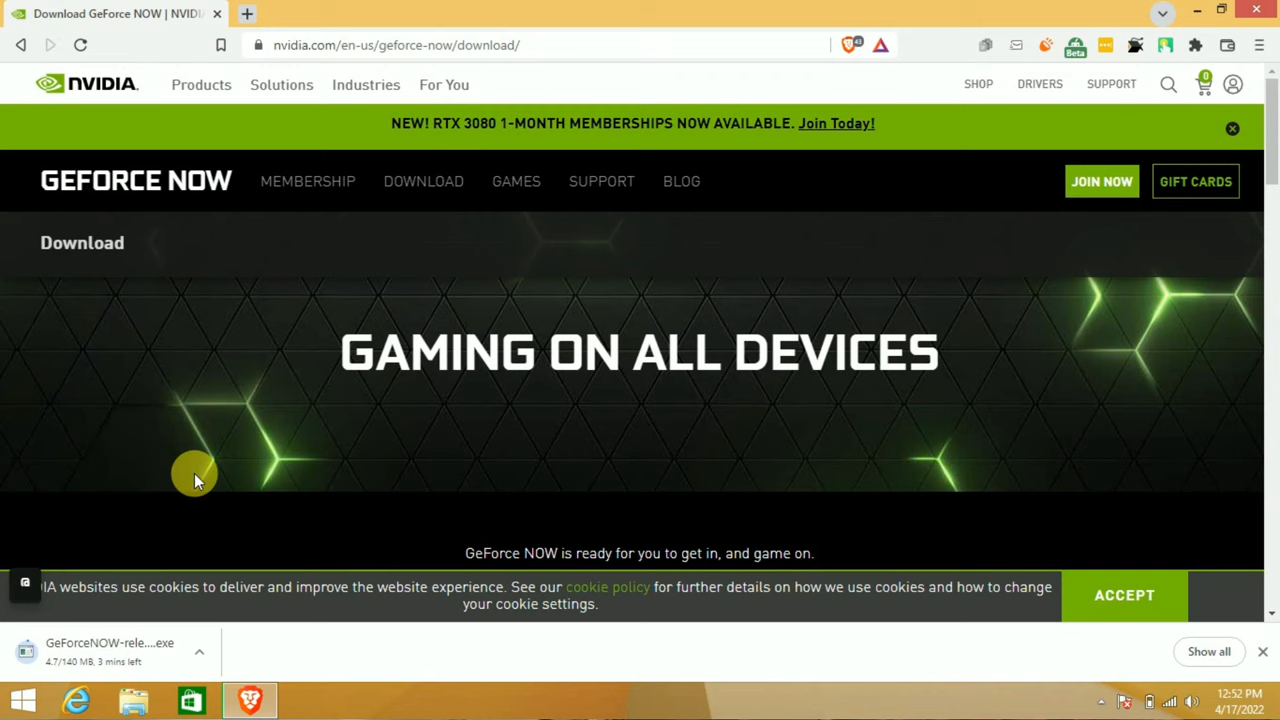 Download GeForce NOW | NVIDI
nvidia.com/en-us/geforce-now/download/
43
Beta
NVIDIA.
Products
Solutions
Industries
For You
SHOP
DRIVERS
SUPPORT
0
NEW! RTX 3080 1-MONTH MEMBERSHIPS NOW AVAILABLE. Join Today!
GEFORCE NOW
MEMBERSHIP
DOWNLOAD
GAMES
SUPPORT
BLOG
JOIN NOW
GIFT CARDS
Download
GAMING ON ALL DEVICES
GeForce NOW is ready for you to get in, and game on.
IA websites use cookies to deliver and improve the website experience. See our cookie policy for further details on how we use cookies and how to change
your cookie settings.
ACCEPT
GeForceNOW-rele....exe
4.7/140 MB, 3 mins left
Show all
12:52 PM
4/17/2022